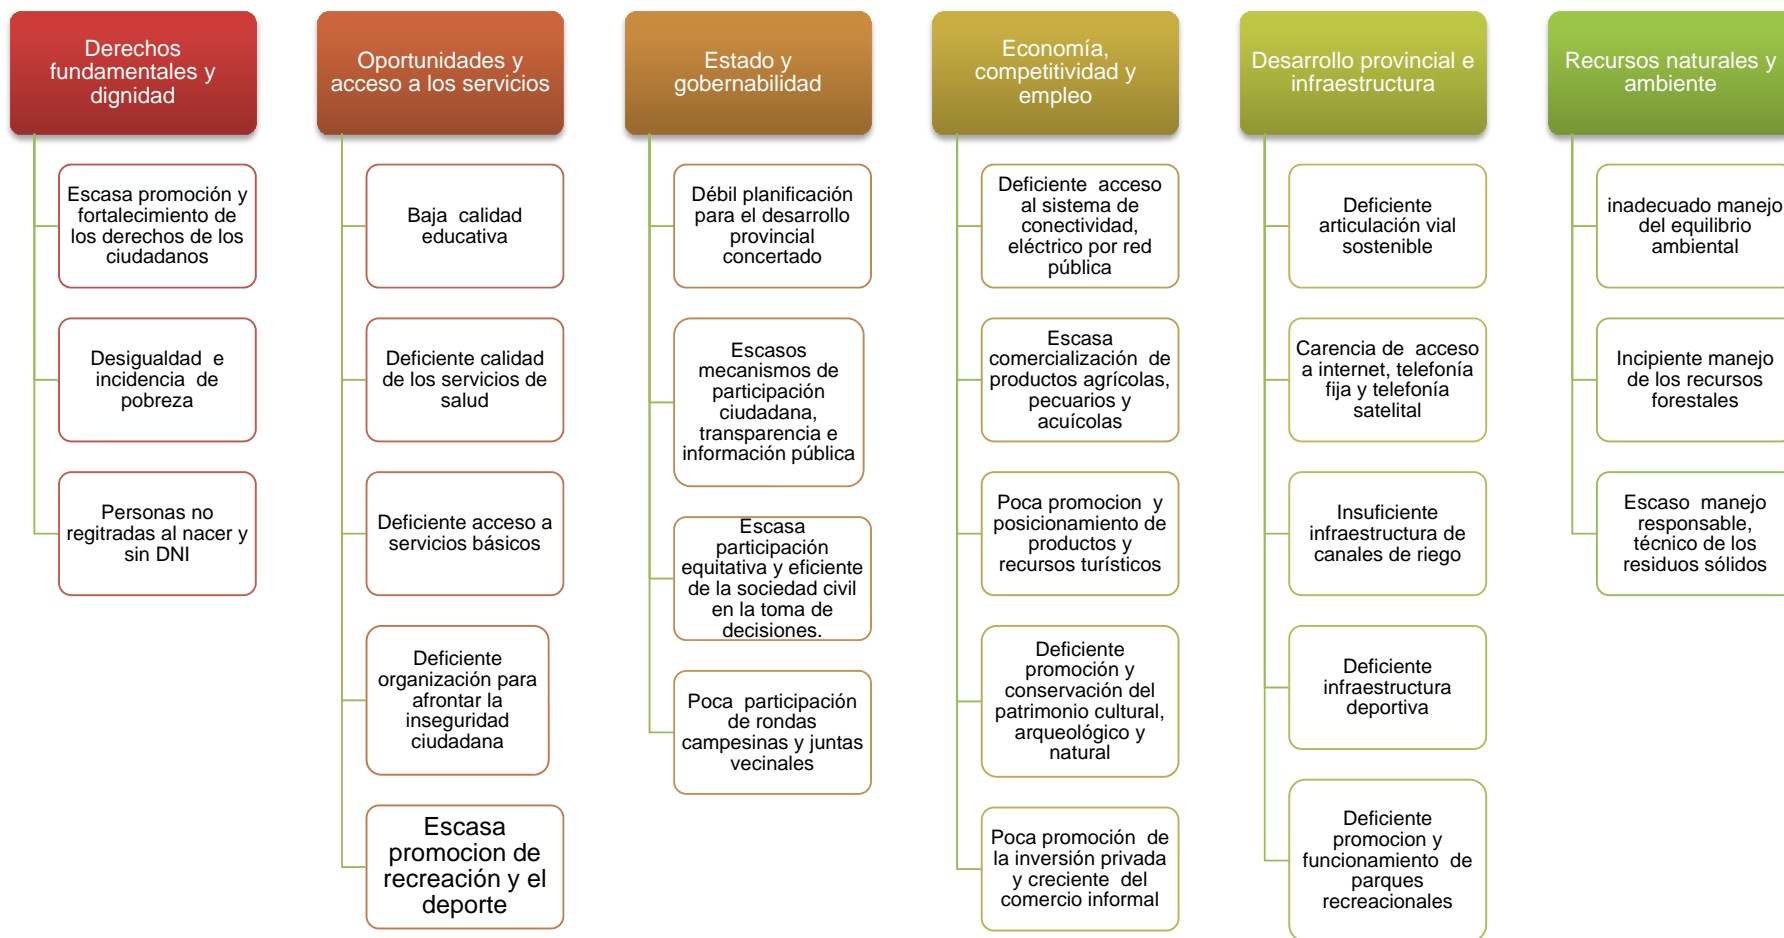 Derechos
fundamentales y
dignidad
Escasa promoción y
fortalecimiento de
los derechos de los
ciudadanos
Desigualdad e
incidencia de
pobreza
Personas no
regitradas al nacer y
sin DNI
Oportunidades y
acceso a los servicios
Baja calidad
educativa
Deficiente calidad
de los servicios de
salud
Deficiente acceso a
servicios básicos
Deficiente
organización para
afrontar la
inseguridad
ciudadana
Escasa
promocion de
recreación y el
deporte
Estado y
gobernabilidad
Débil planificación
para el desarrollo
provincial
concertado
Escasos
mecanismos de
participación
ciudadana,
transparencia e
información pública
Escasa
participación
equitativa y eficiente
de la sociedad civil
en la toma de
decisiones.
Poca participación
de rondas
campesinas y juntas
vecinales
Economía,
competitividad y
empleo
Deficiente acceso
al sistema de
conectividad,
eléctrico por red
pública
Escasa
comercialización de
productos agrícolas,
pecuarios y
acuícolas
Poca promocion y
posicionamiento de
productos y
recursos turísticos
Deficiente
promoción y
conservación del
patrimonio cultural,
arqueológico y
natural
Poca promoción de
la inversión privada
y creciente del
comercio informal
Desarrollo provincial e
infraestructura
Deficiente
articulación vial
sostenible
Carencia de acceso
a internet, telefonía
fija y telefonía
satelital
Insuficiente
infraestructura de
canales de riego
Deficiente
infraestructura
deportiva
Deficiente
promocion y
funcionamiento de
parques
recreacionales
Recursos naturales y
ambiente
inadecuado manejo
del equilibrio
ambiental
Incipiente manejo
de los recursos
forestales
Escaso manejo
responsable,
técnico de los
residuos sólidos